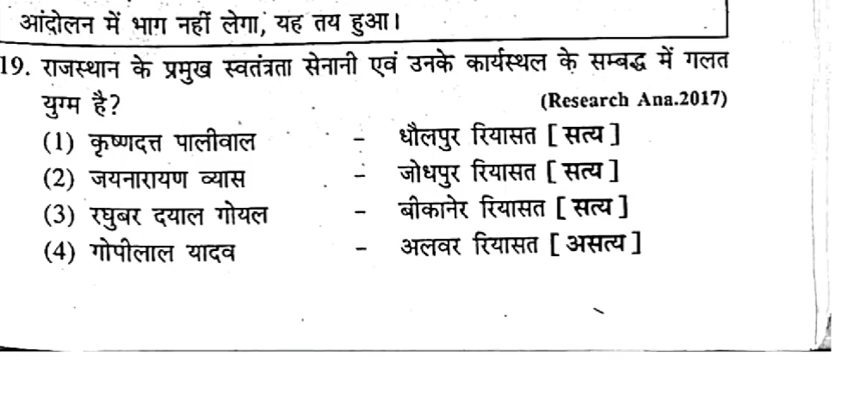 आंदोलन में भाग नहीं लेगा, यह तय हुआ।
19. राजस्थान के प्रमुख स्वतंत्रता सेनानी एवं उनके कार्यस्थल के सम्बद्ध में गलत
युग्म है? (Research Ana.2017)
(1) कृष्णदत्त पालीवाल - धौलपुर रियासत [ सत्य ]
(2) जयनारायण व्यास - जोधपुर रियासत [ सत्य ]
(3) रघुबर दयाल गोयल - बीकानेर रियासत [ सत्य ]
(4) गोपीलाल यादव - अलवर रियासत [ असत्य ]